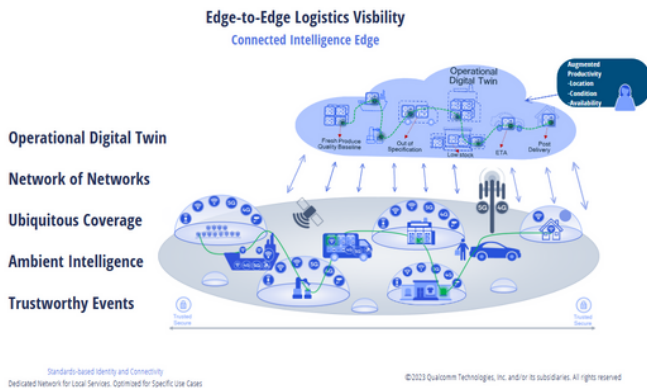 Edge-to-Edge Logistics Visbility
Connected Intelligence Edge
Operational
Digital Twin
Augmented
Productivity
-Location
-Condition
-Availability
Fresh Produce
Quality Baseline
Out of
Specification
Low stock
ETA
Post
Delivery
Operational Digital Twin
Network of Networks
Ubiquitous Coverage
Ambient Intelligence
Trustworthy Events
5G
4G
Trusted
Secure
Trusted
Secure
Standards-based Identity and Connectivity
Dedicated Network for Local Services. Optimized for Specific Use Cases
©2023 Qualcomm Technologies, Inc. and/or its subsidiaries. All rights reserved